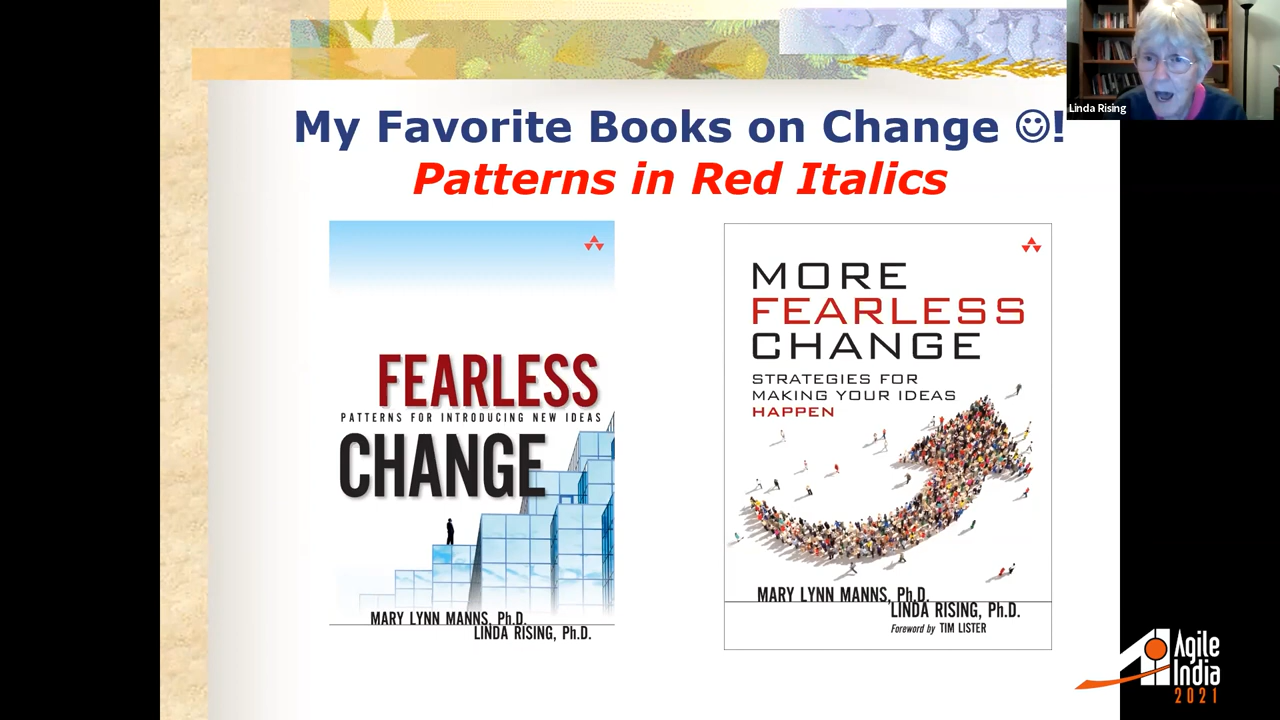 My Favorite Books on Change ☺!
Patterns in Red Italics
Linda Rising
FEARLESS
PATTERNS FOR INTRODUCING NEW IDEAS
CHANGE
MARY LYNN MANNS, Ph.D.
LINDA RISING, Ph.D.
MORE
FEARLESS
CHANGE
STRATEGIES FOR
MAKING YOUR IDEAS
HAPPEN
MARY LYNN MANNS, Ph.D.
LINDA RISING, Ph.D.
Foreword by TIM LISTER
Agile
India
2021